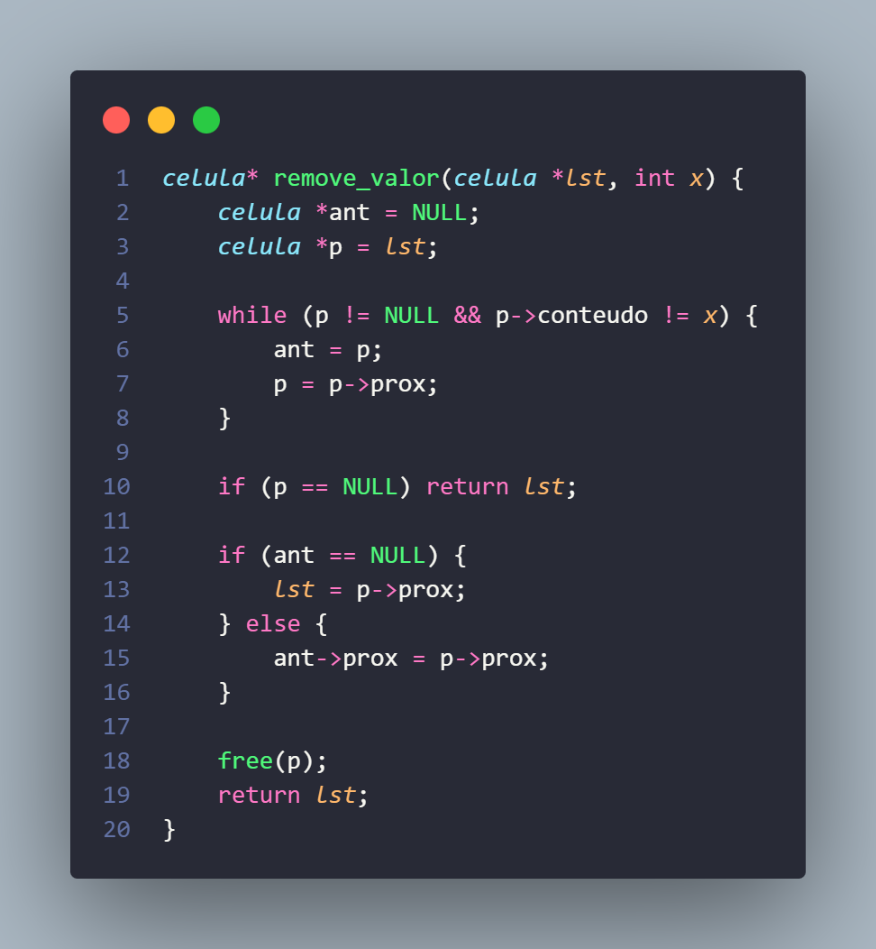 1 celula* remove_valor(celula *lst, int x) {
2     celula *ant = NULL;
3     celula *p = lst;
4
5     while (p != NULL && p->conteudo != x) {
6         ant = p;
7         p = p->prox;
8     }
9
10     if (p == NULL) return lst;
11
12     if (ant == NULL) {
13         lst = p->prox;
14     } else {
15         ant->prox = p->prox;
16     }
17
18     free(p);
19     return lst;
20 }